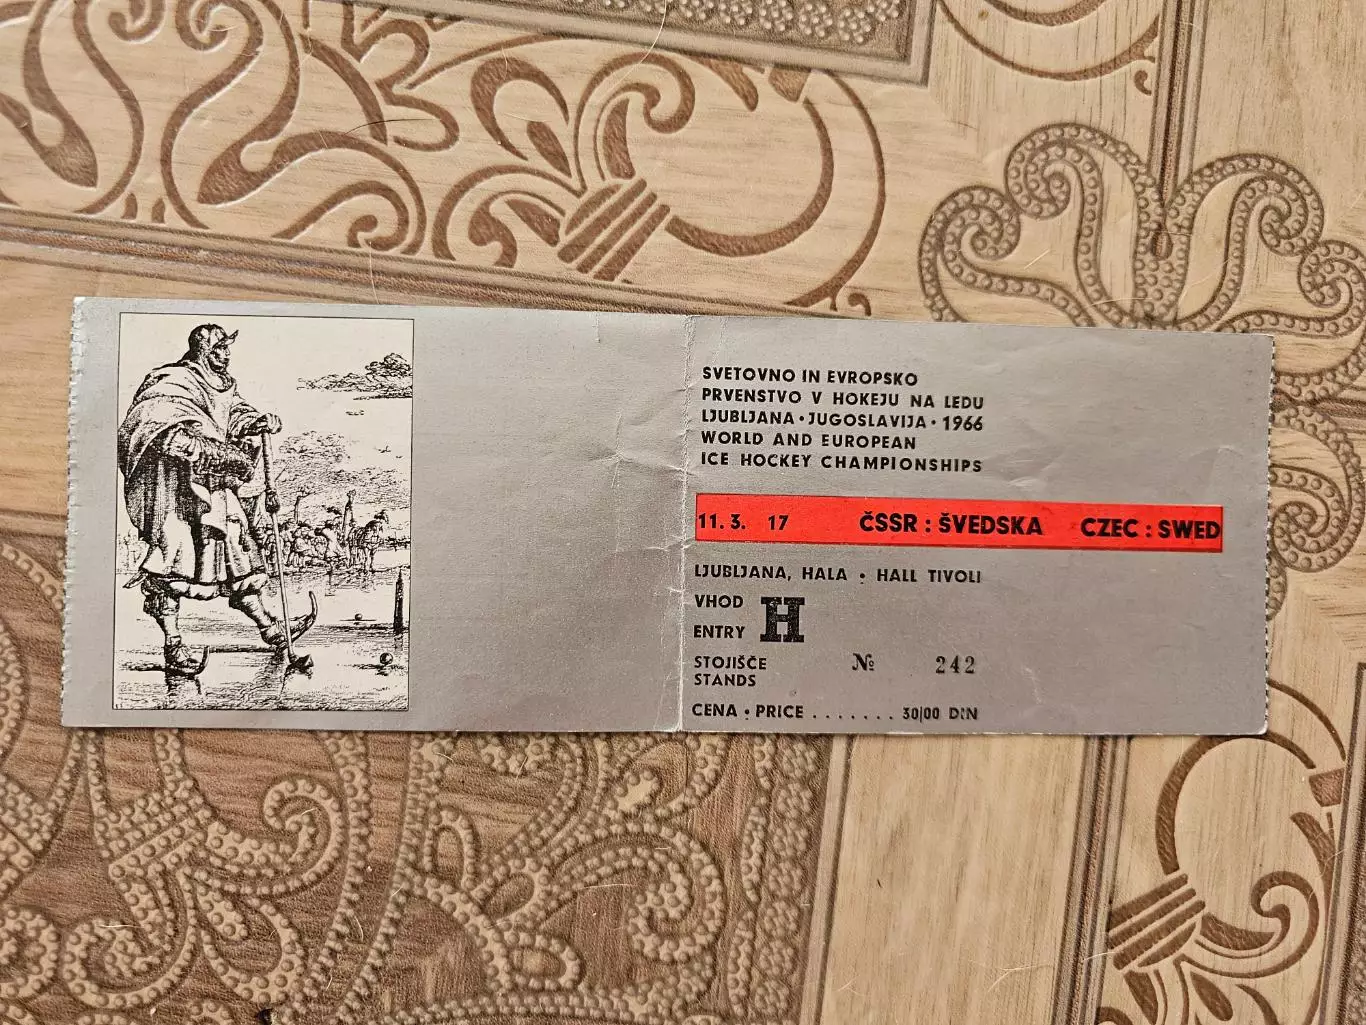 SVETOVNO IN EVROPSKO
PRVENSTVO V HOKEJU NA LEDU
LJUBLJANA • JUGOSLAVIJA • 1966
WORLD AND EUROPEAN
ICE HOCKEY CHAMPIONSHIPS
11. 3. 17 ČSSR : ŠVEDSKA CZEC : SWED
LJUBLJANA, HALA • HALL TIVOLI
VHOD
ENTRY H
STOJIŠČE № 242
STANDS
CENA • PRICE . . . . . . . 30/00 DIN